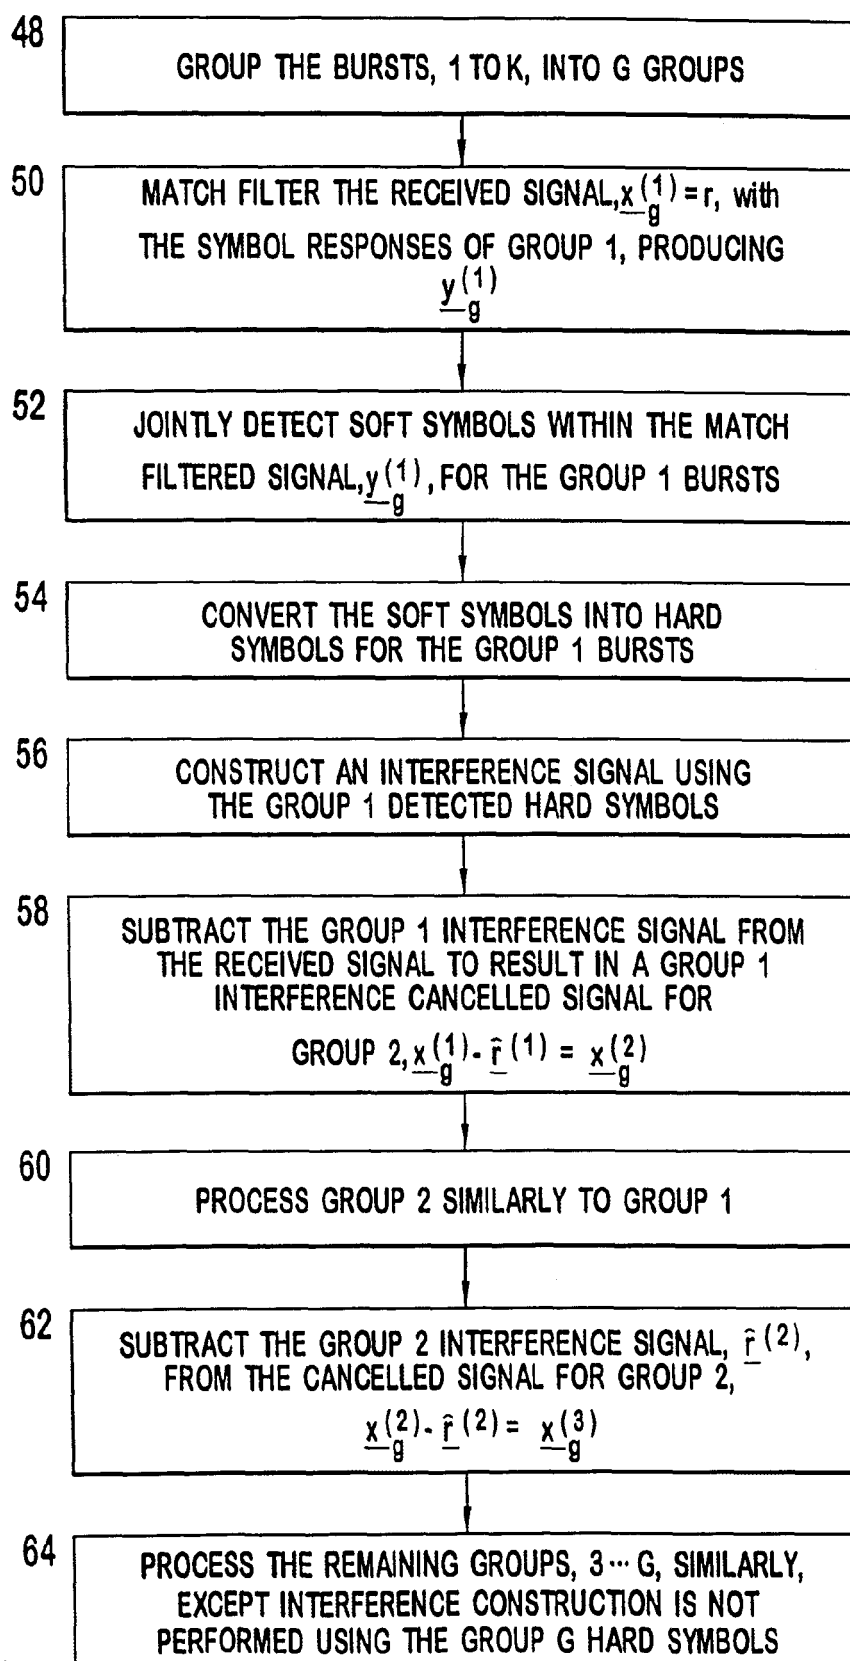 48
GROUP THE BURSTS, 1 TO K, INTO G GROUPS
50
MATCH FILTER THE RECEIVED SIGNAL, x_g^(1) = r, with
THE SYMBOL RESPONSES OF GROUP 1, PRODUCING
y_g^(1)
52
JOINTLY DETECT SOFT SYMBOLS WITHIN THE MATCH
FILTERED SIGNAL, y_g^(1), FOR THE GROUP 1 BURSTS
54
CONVERT THE SOFT SYMBOLS INTO HARD
SYMBOLS FOR THE GROUP 1 BURSTS
56
CONSTRUCT AN INTERFERENCE SIGNAL USING
THE GROUP 1 DETECTED HARD SYMBOLS
58
SUBTRACT THE GROUP 1 INTERFERENCE SIGNAL FROM
THE RECEIVED SIGNAL TO RESULT IN A GROUP 1
INTERFERENCE CANCELLED SIGNAL FOR
GROUP 2, x_g^(1) - r̂^(1) = x_g^(2)
60
PROCESS GROUP 2 SIMILARLY TO GROUP 1
62
SUBTRACT THE GROUP 2 INTERFERENCE SIGNAL, r̂^(2),
FROM THE CANCELLED SIGNAL FOR GROUP 2,
x_g^(2) - r̂^(2) = x_g^(3)
64
PROCESS THE REMAINING GROUPS, 3 ··· G, SIMILARLY,
EXCEPT INTERFERENCE CONSTRUCTION IS NOT
PERFORMED USING THE GROUP G HARD SYMBOLS